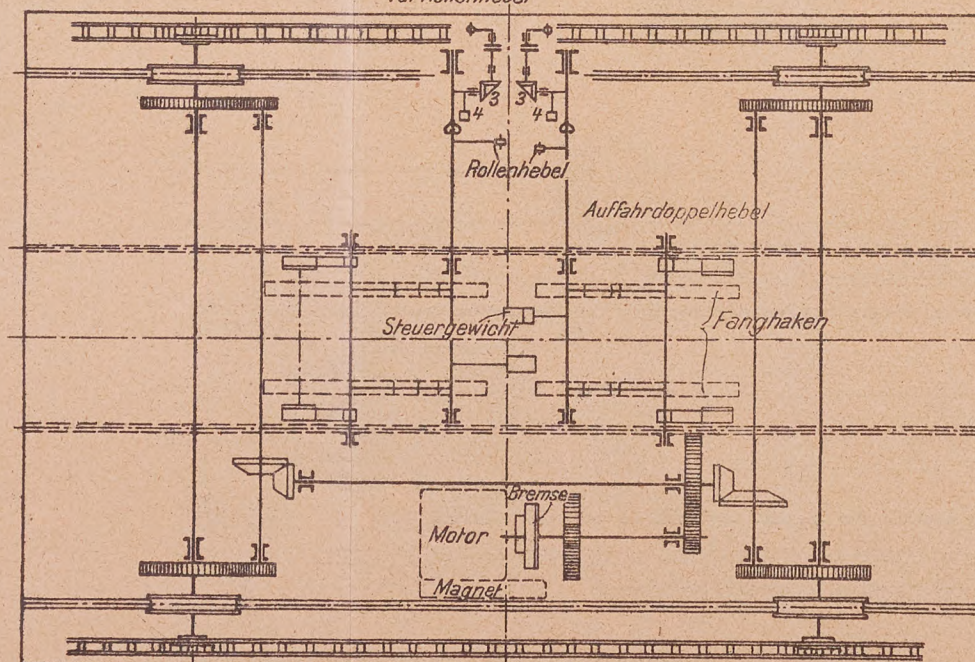 3 3
4 4
Rollenhebel
Auffahrdoppelhebel
Steuergewicht
Fanghaken
Bremse
Motor
Magnet